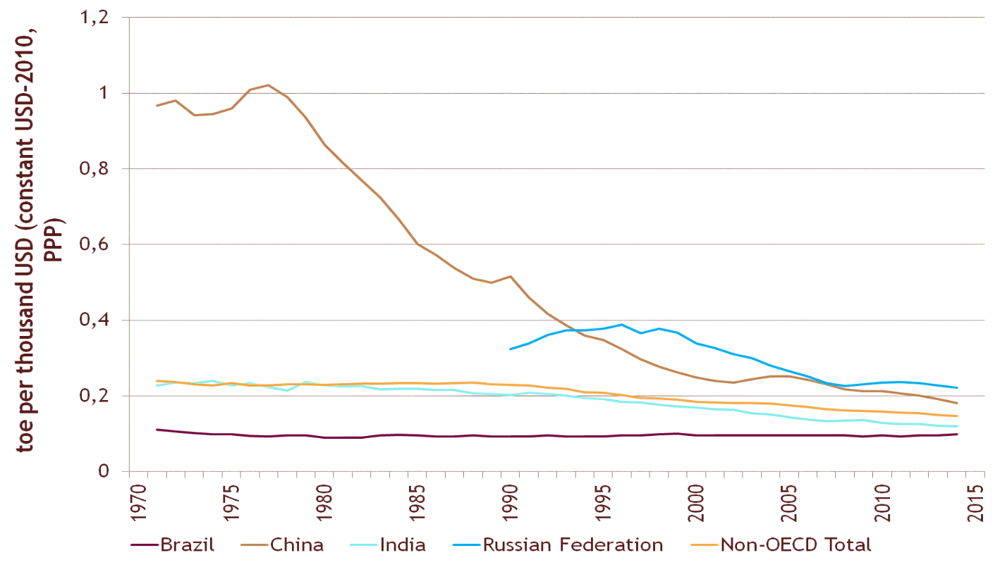 toe per thousand USD (constant USD-2010,
PPP)
1,2
1
0,8
0,6
0,4
0,2
0
1970
1975
1980
1985
1990
1995
2000
2005
2010
2015
Brazil
China
India
Russian Federation
Non-OECD Total